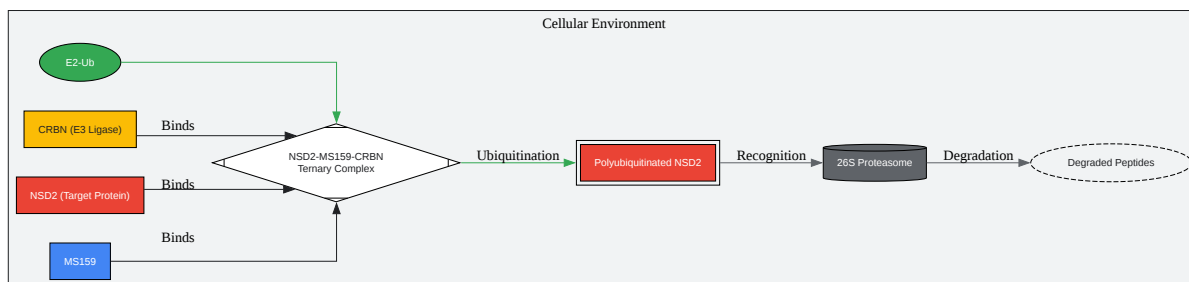 Cellular Environment
E2-Ub
CRBN (E3 Ligase)
Binds
NSD2 (Target Protein)
Binds
MS159
Binds
NSD2-MS159-CRBN
Ternary Complex
Ubiquitination
Polyubiquitinated NSD2
Recognition
26S Proteasome
Degradation
Degraded Peptides